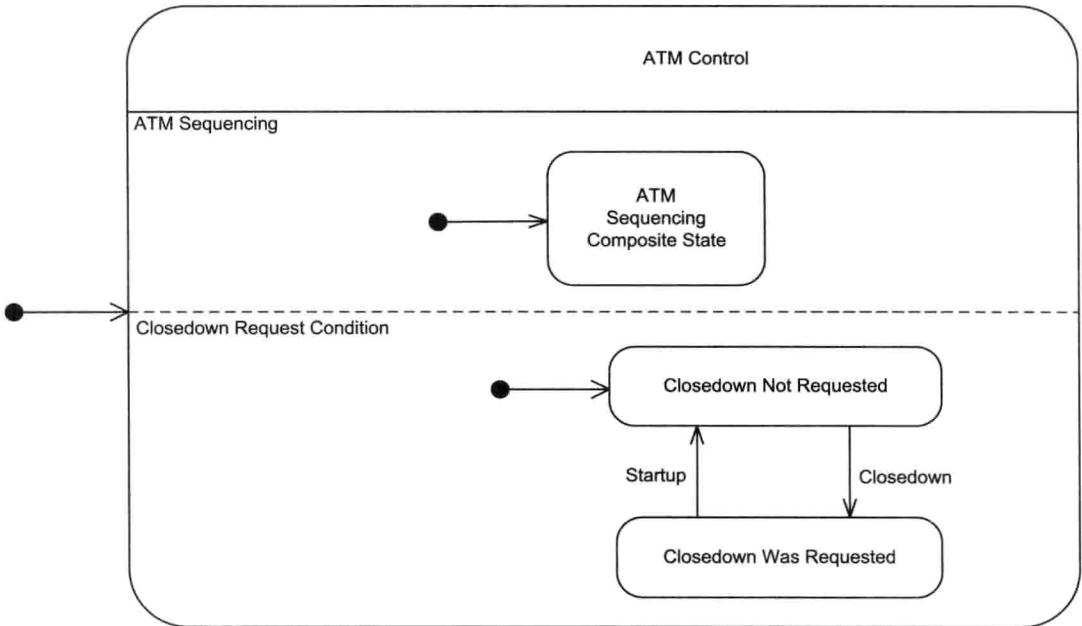 ATM Control
ATM Sequencing
ATM
Sequencing
Composite State
Closedown Request Condition
Closedown Not Requested
Startup
Closedown
Closedown Was Requested